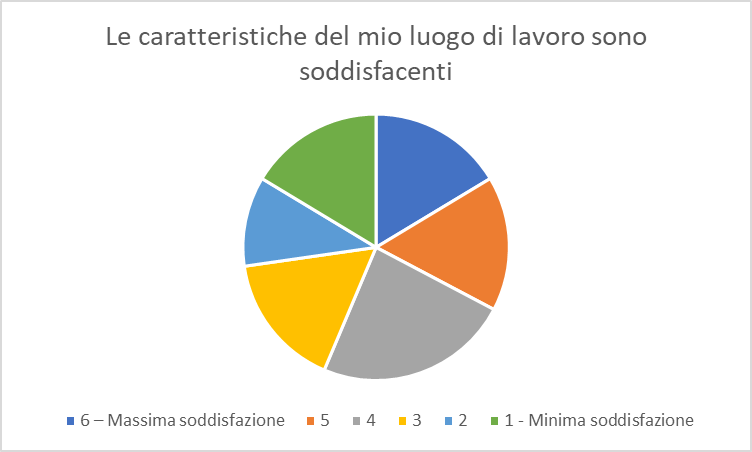 Le caratteristiche del mio luogo di lavoro sono
soddisfacenti
6 – Massima soddisfazione 5 4 3 2 1 - Minima soddisfazione